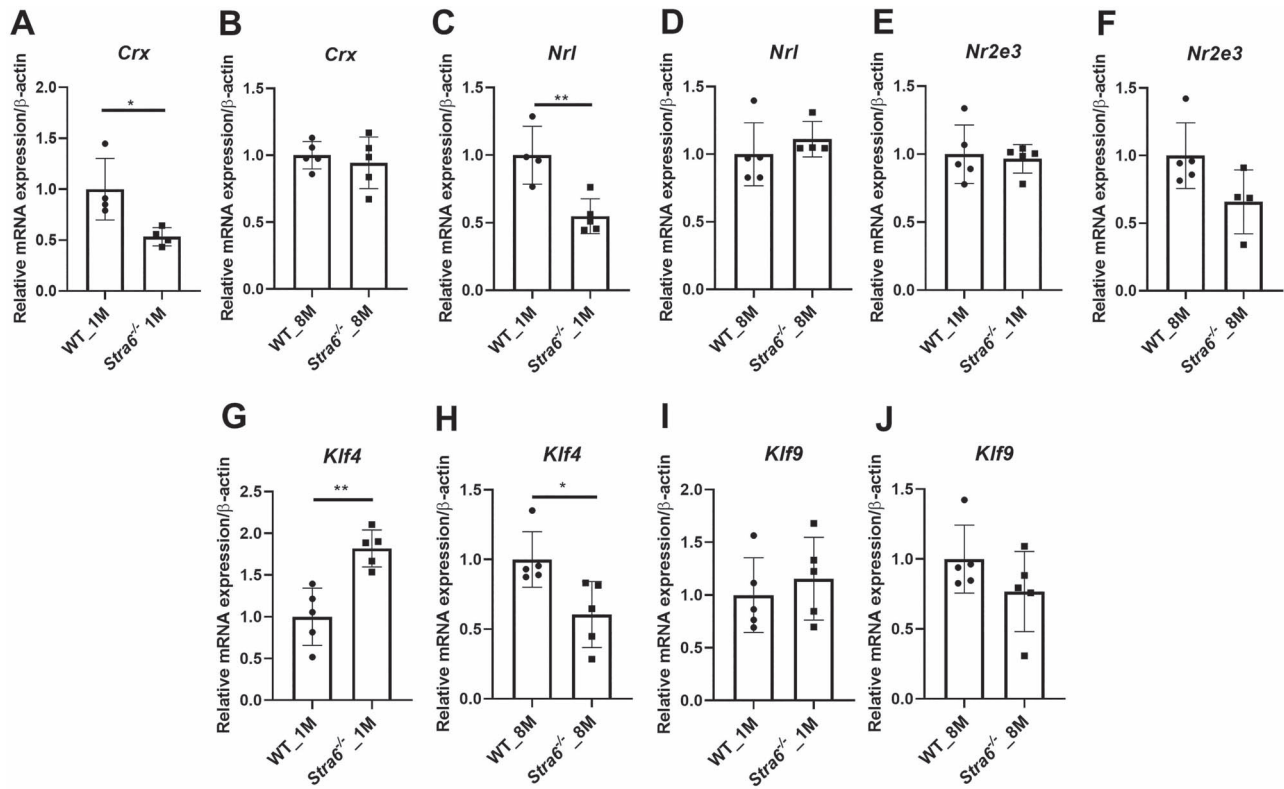 A
Crx
Relative mRNA expression/β-actin
2.0
1.5
1.0
0.5
0.0
*
WT_1M
Stra6-/-_1M
B
Crx
Relative mRNA expression/β-actin
1.5
1.0
0.5
0.0
WT_8M
Stra6-/-_8M
C
Nrl
Relative mRNA expression/β-actin
1.5
1.0
0.5
0.0
**
WT_1M
Stra6-/-_1M
D
Nrl
Relative mRNA expression/β-actin
1.5
1.0
0.5
0.0
WT_8M
Stra6-/-_8M
E
Nr2e3
Relative mRNA expression/β-actin
1.5
1.0
0.5
0.0
WT_1M
Stra6-/-_1M
F
Nr2e3
Relative mRNA expression/β-actin
1.5
1.0
0.5
0.0
WT_8M
Stra6-/-_8M
G
Klf4
Relative mRNA expression/β-actin
2.5
2.0
1.5
1.0
0.5
0.0
**
WT_1M
Stra6-/-_1M
H
Klf4
Relative mRNA expression/β-actin
1.5
1.0
0.5
0.0
*
WT_8M
Stra6-/-_8M
I
Klf9
Relative mRNA expression/β-actin
2.0
1.5
1.0
0.5
0.0
WT_1M
Stra6-/-_1M
J
Klf9
Relative mRNA expression/β-actin
1.5
1.0
0.5
0.0
WT_8M
Stra6-/-_8M